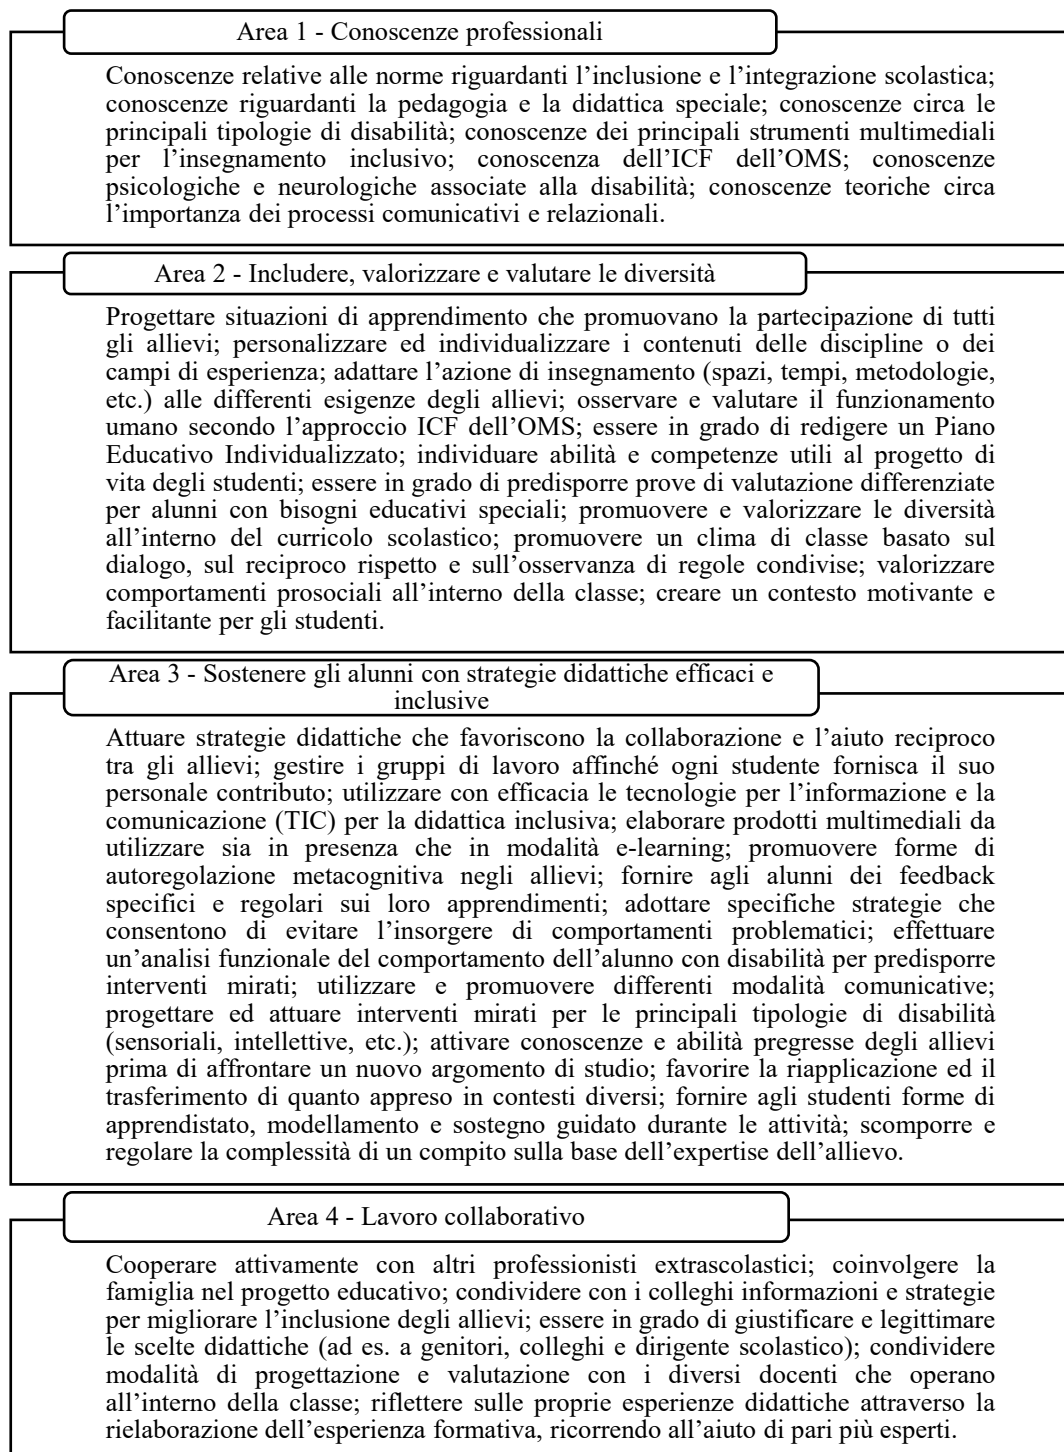 Area 1 - Conoscenze professionali
Conoscenze relative alle norme riguardanti l’inclusione e l’integrazione scolastica;
conoscenze riguardanti la pedagogia e la didattica speciale; conoscenze circa le
principali tipologie di disabilità; conoscenze dei principali strumenti multimediali
per l’insegnamento inclusivo; conoscenza dell’ICF dell’OMS; conoscenze
psicologiche e neurologiche associate alla disabilità; conoscenze teoriche circa
l’importanza dei processi comunicativi e relazionali.
Area 2 - Includere, valorizzare e valutare le diversità
Progettare situazioni di apprendimento che promuovano la partecipazione di tutti
gli allievi; personalizzare ed individualizzare i contenuti delle discipline o dei
campi di esperienza; adattare l’azione di insegnamento (spazi, tempi, metodologie,
etc.) alle differenti esigenze degli allievi; osservare e valutare il funzionamento
umano secondo l’approccio ICF dell’OMS; essere in grado di redigere un Piano
Educativo Individualizzato; individuare abilità e competenze utili al progetto di
vita degli studenti; essere in grado di predisporre prove di valutazione differenziate
per alunni con bisogni educativi speciali; promuovere e valorizzare le diversità
all’interno del curricolo scolastico; promuovere un clima di classe basato sul
dialogo, sul reciproco rispetto e sull’osservanza di regole condivise; valorizzare
comportamenti prosociali all’interno della classe; creare un contesto motivante e
facilitante per gli studenti.
Area 3 - Sostenere gli alunni con strategie didattiche efficaci e
inclusive
Attuare strategie didattiche che favoriscono la collaborazione e l’aiuto reciproco
tra gli allievi; gestire i gruppi di lavoro affinché ogni studente fornisca il suo
personale contributo; utilizzare con efficacia le tecnologie per l’informazione e la
comunicazione (TIC) per la didattica inclusiva; elaborare prodotti multimediali da
utilizzare sia in presenza che in modalità e-learning; promuovere forme di
autoregolazione metacognitiva negli allievi; fornire agli alunni dei feedback
specifici e regolari sui loro apprendimenti; adottare specifiche strategie che
consentono di evitare l’insorgere di comportamenti problematici; effettuare
un’analisi funzionale del comportamento dell’alunno con disabilità per predisporre
interventi mirati; utilizzare e promuovere differenti modalità comunicative;
progettare ed attuare interventi mirati per le principali tipologie di disabilità
(sensoriali, intellettive, etc.); attivare conoscenze e abilità pregresse degli allievi
prima di affrontare un nuovo argomento di studio; favorire la riapplicazione ed il
trasferimento di quanto appreso in contesti diversi; fornire agli studenti forme di
apprendistato, modellamento e sostegno guidato durante le attività; scomporre e
regolare la complessità di un compito sulla base dell’expertise dell’allievo.
Area 4 - Lavoro collaborativo
Cooperare attivamente con altri professionisti extrascolastici; coinvolgere la
famiglia nel progetto educativo; condividere con i colleghi informazioni e strategie
per migliorare l’inclusione degli allievi; essere in grado di giustificare e legittimare
le scelte didattiche (ad es. a genitori, colleghi e dirigente scolastico); condividere
modalità di progettazione e valutazione con i diversi docenti che operano
all’interno della classe; riflettere sulle proprie esperienze didattiche attraverso la
rielaborazione dell’esperienza formativa, ricorrendo all’aiuto di pari più esperti.